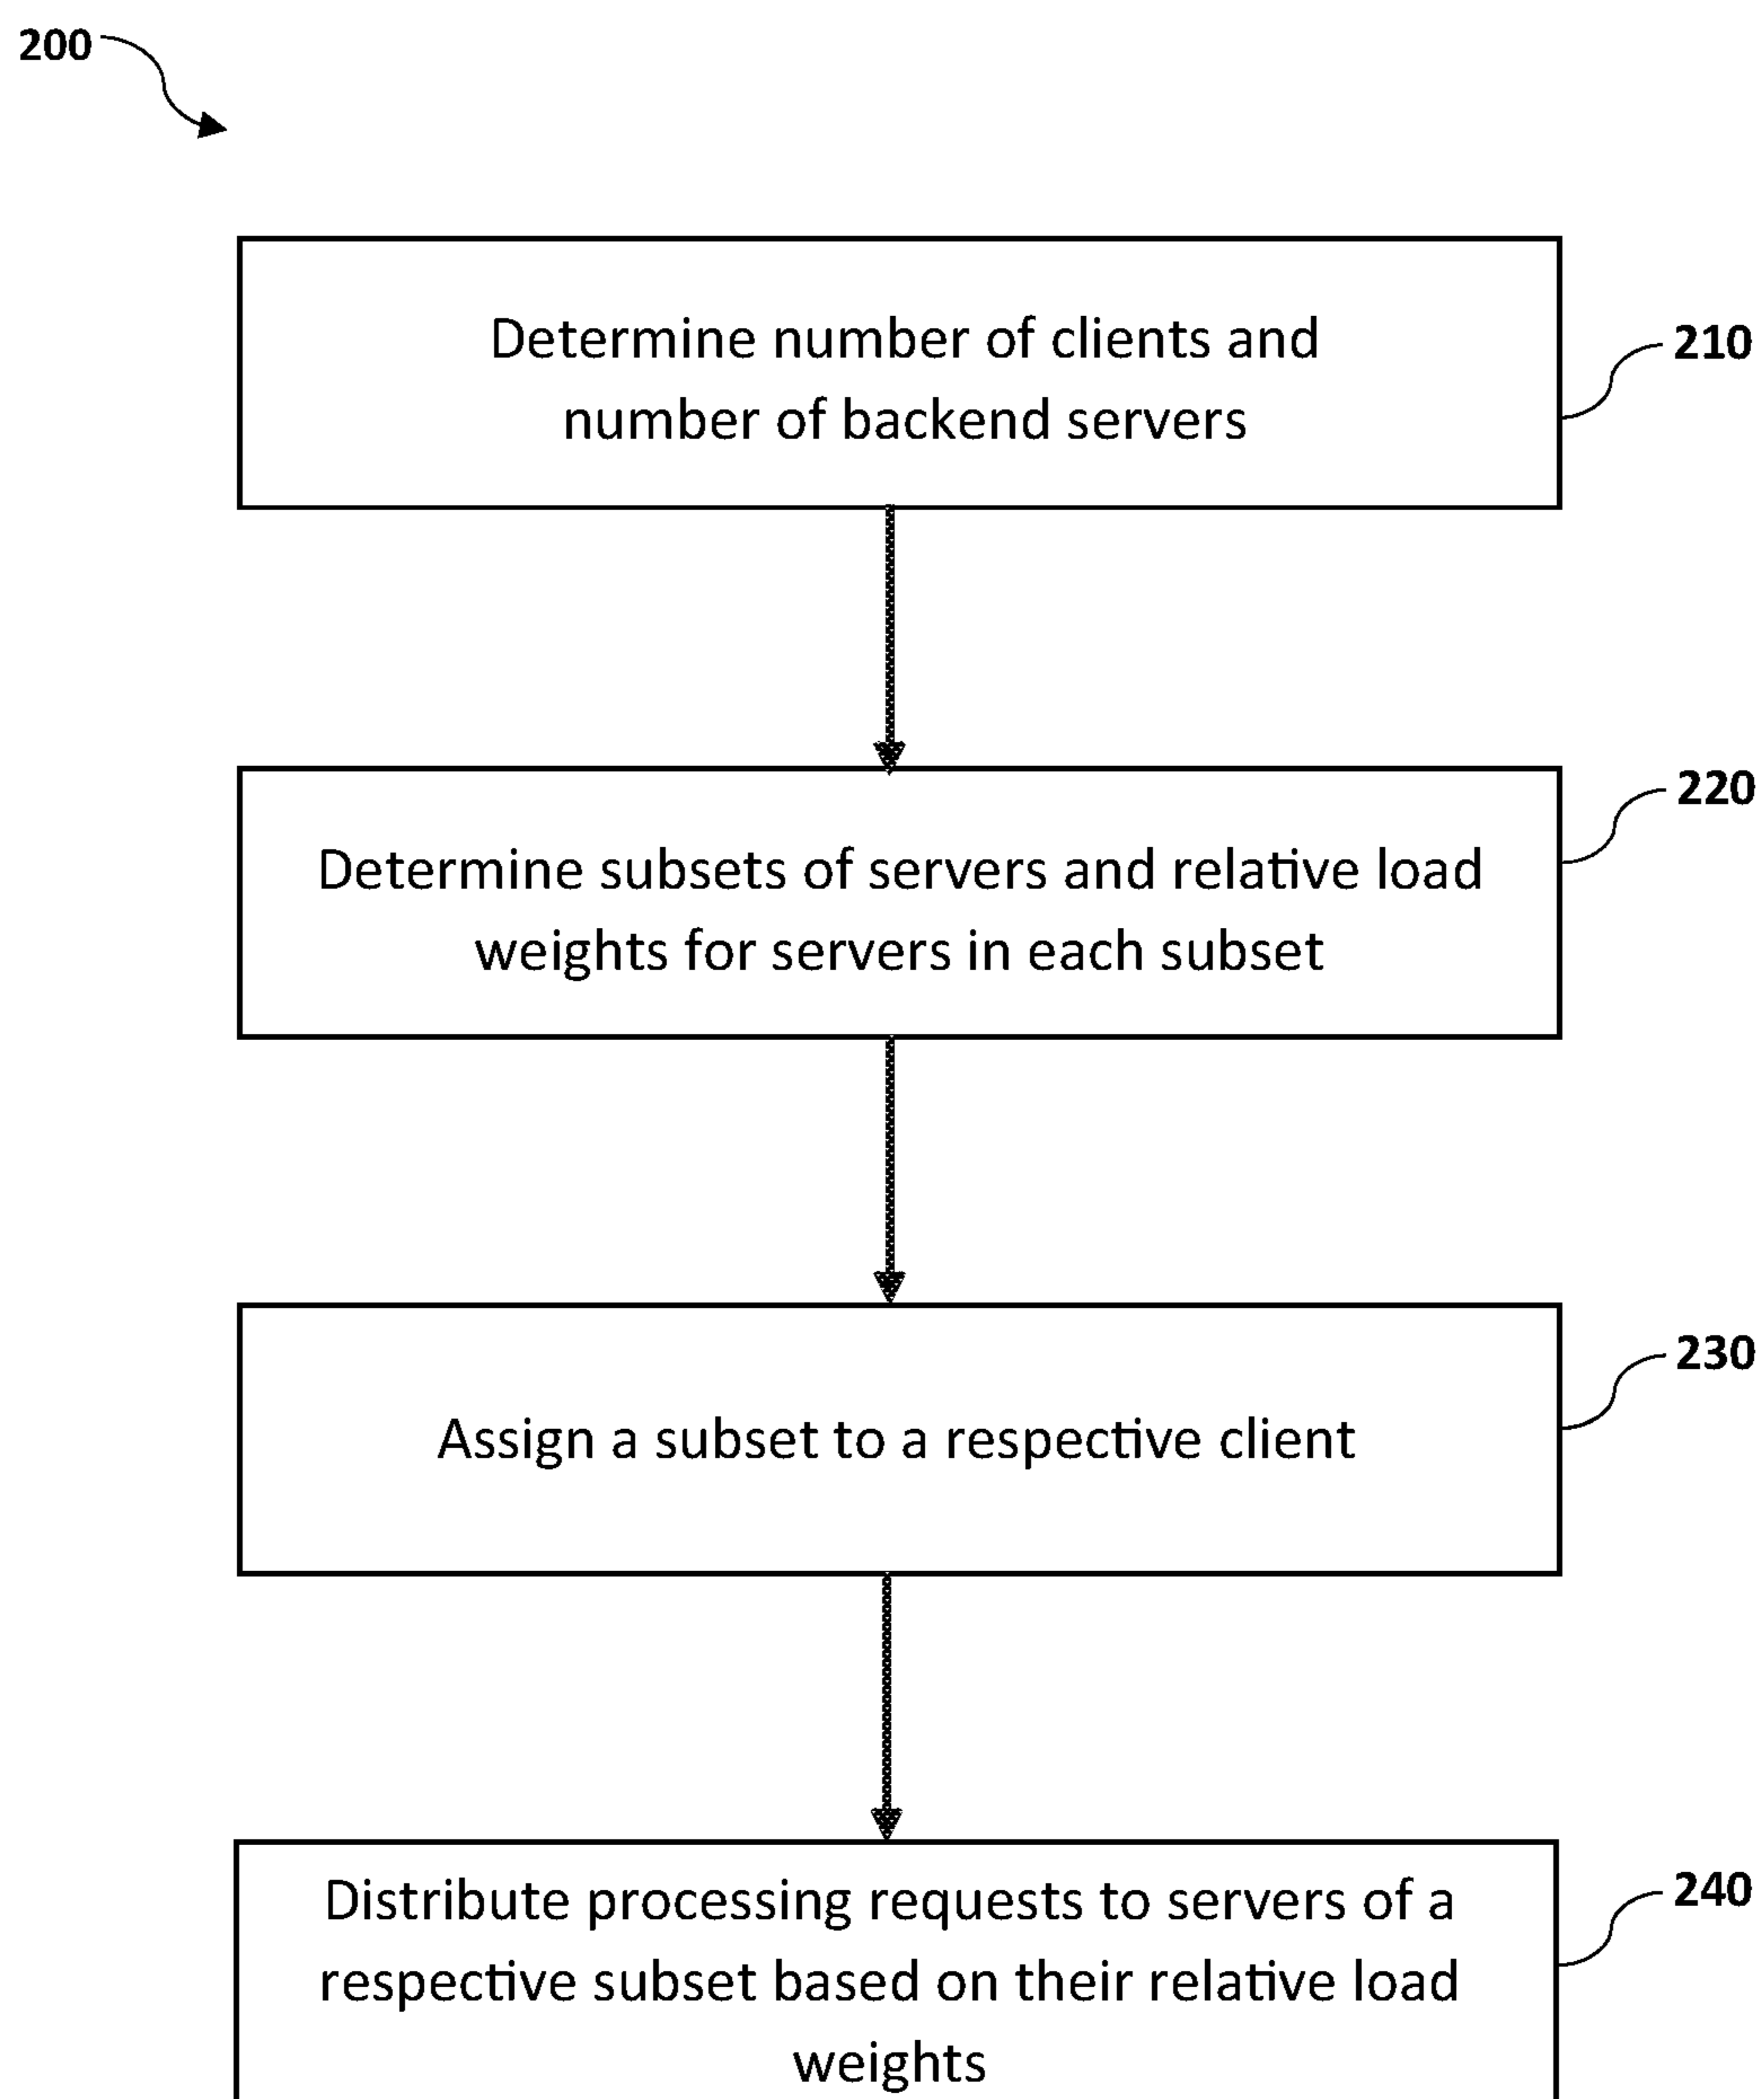 200
Determine number of clients and
number of backend servers
210
Determine subsets of servers and relative load
weights for servers in each subset
220
Assign a subset to a respective client
230
Distribute processing requests to servers of a
respective subset based on their relative load
weights
240